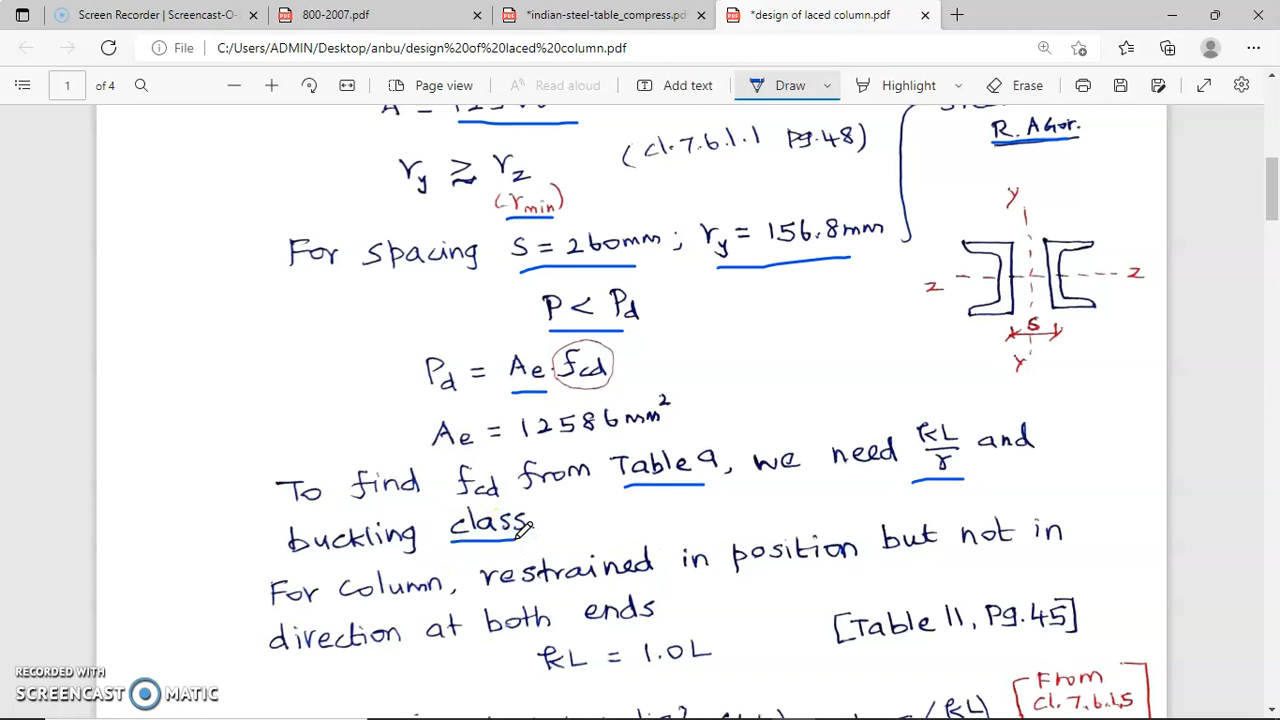 Screen Recorder | Screencast-O-
800-2007.pdf
*indian-steel-table_compress.pd
*design of laced column.pdf
File
C:/Users/ADMIN/Desktop/anbu/design%20of%20laced%20column.pdf
1 of 4
Page view
Read aloud
Add text
Draw
Highlight
Erase
R. AGor.
(cl. 7.6.1.1 Pg.48)
ry ≳ rz
(rmin)
For spacing S = 260mm ; ry = 156.8mm
P < Pd
Pd = Ae fcd
Ae = 12586mm²
To find fcd from Table 9, we need KL/r and
buckling class.
For column, restrained in position but not in
direction at both ends
[Table 11, Pg.45]
KL = 1.0L
From
cl.7.6.1.5
Y
Z
Z
S
Y
RECORDED WITH
SCREENCAST MATIC